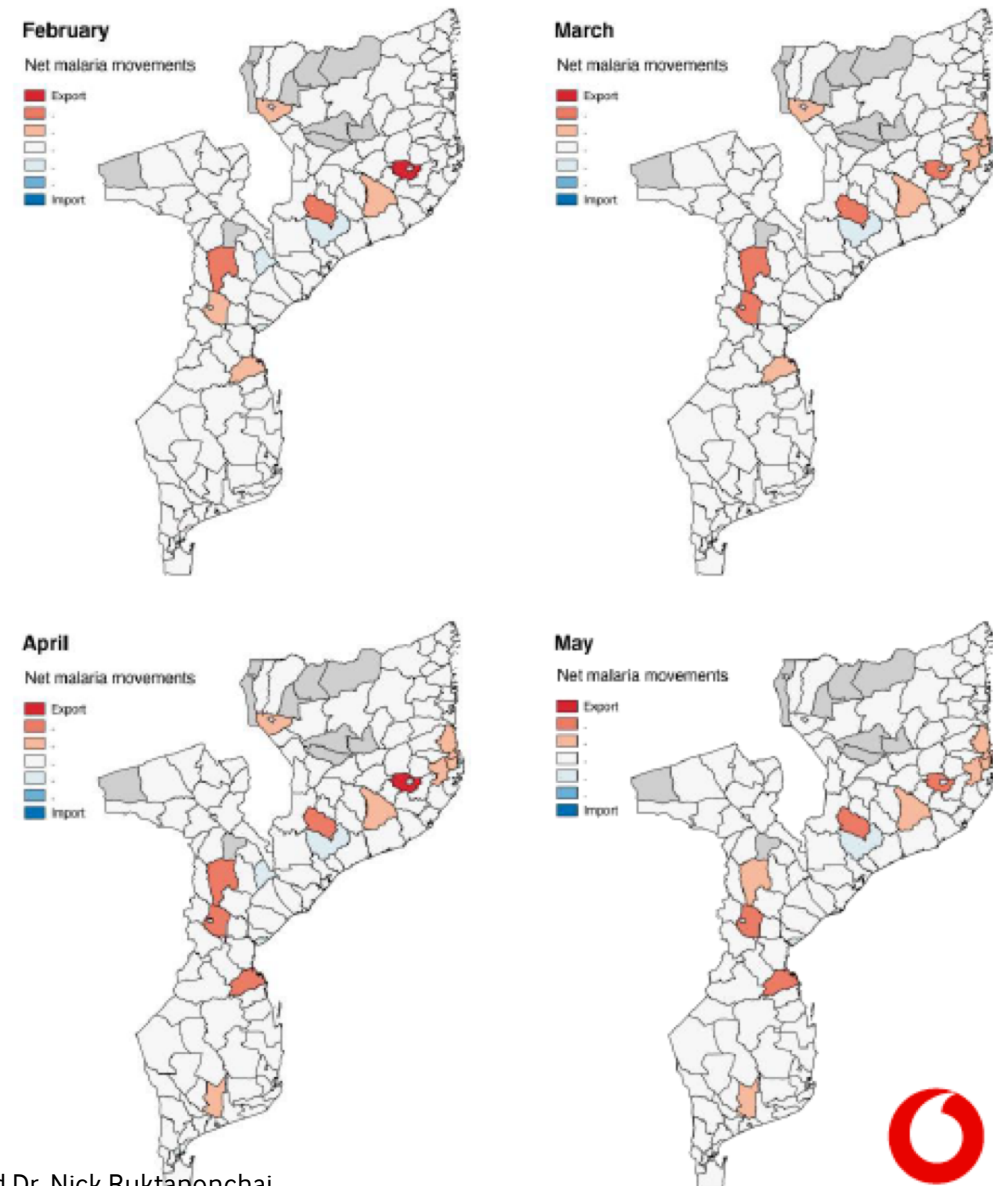 February
Net malaria movements
Export
.
.
.
.
.
Import
March
Net malaria movements
Export
.
.
.
.
.
Import
April
Net malaria movements
Export
.
.
.
.
.
Import
May
Net malaria movements
Export
.
.
.
.
.
Import
Dr. Nick Ruktanonchai